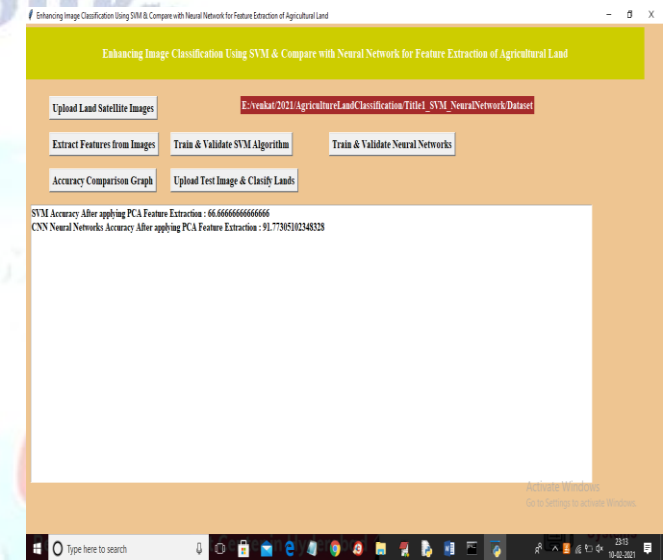 Enhancing Image Classification Using SVM & Compare with Neural Network for Feature Extraction of Agricultural Land
Enhancing Image Classification Using SVM & Compare with Neural Network for Feature Extraction of Agricultural Land
Upload Land Satellite Images
E:/venkat/2021/AgricultureLandClassification/Title1_SVM_NeuralNetwork/Dataset
Extract Features from Images
Train & Validate SVM Algorithm
Train & Validate Neural Networks
Accuracy Comparison Graph
Upload Test Image & Clasify Lands
SVM Accuracy After applying PCA Feature Extraction : 66.66666666666666
CNN Neural Networks Accuracy After applying PCA Feature Extraction : 91.77305102348328
Activate Windows
Go to Settings to activate Windows.
Type here to search
23:13
10-02-2021